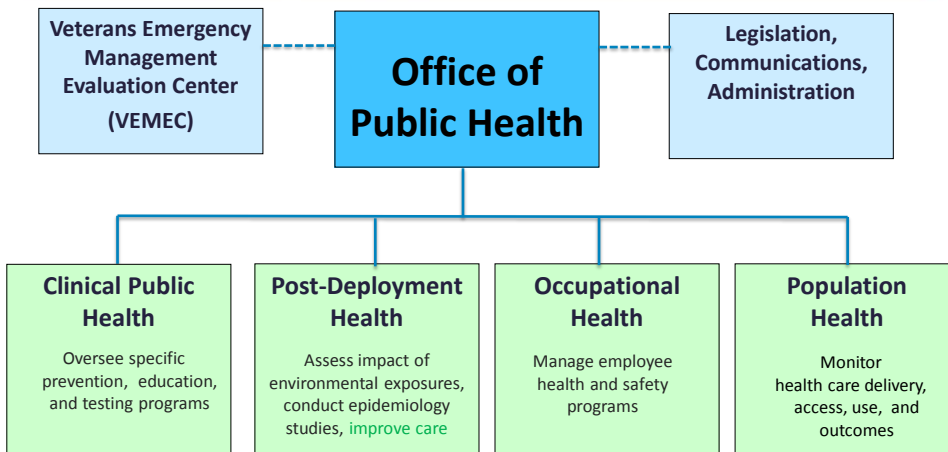 Veterans Emergency
Management
Evaluation Center
(VEMEC)
Office of
Public Health
Legislation,
Communications,
Administration
Clinical Public
Health
Oversee specific
prevention, education,
and testing programs
Post-Deployment
Health
Assess impact of
environmental exposures,
conduct epidemiology
studies, improve care
Occupational
Health
Manage employee
health and safety
programs
Population
Health
Monitor
health care delivery,
access, use, and
outcomes